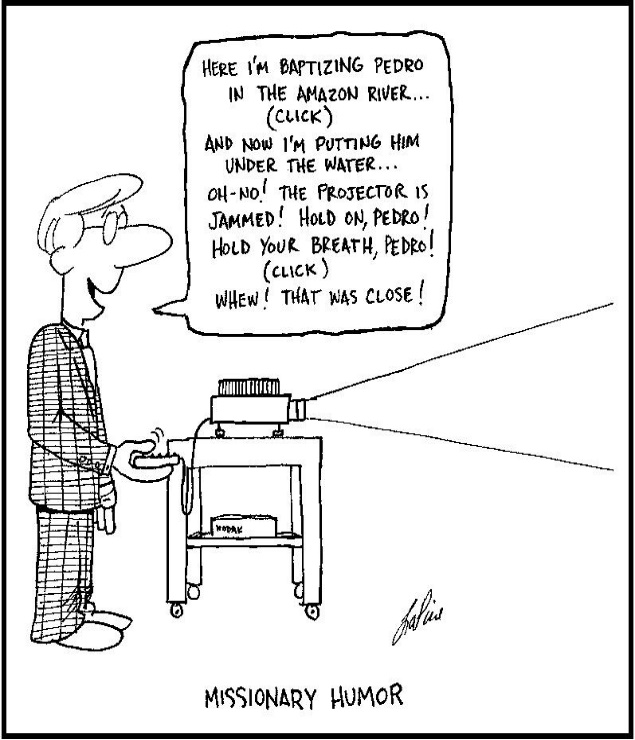 HERE I'M BAPTIZING PEDRO
IN THE AMAZON RIVER...
(CLICK)
AND NOW I'M PUTTING HIM
UNDER THE WATER...
OH-NO! THE PROJECTOR IS
JAMMED! HOLD ON, PEDRO!
HOLD YOUR BREATH, PEDRO!
(CLICK)
WHEW! THAT WAS CLOSE!
KODAK
MISSIONARY HUMOR